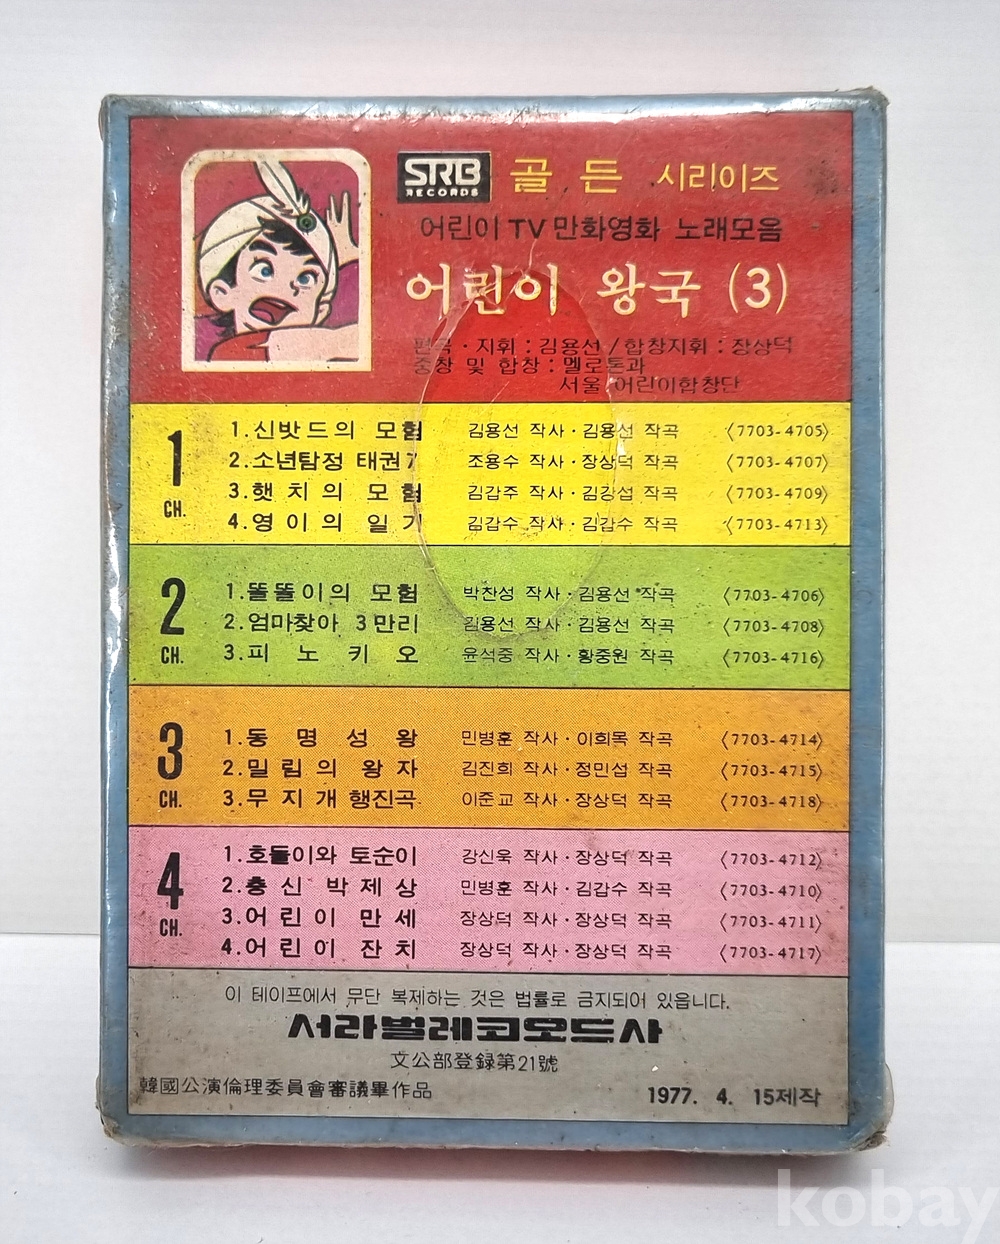 SRB RECORDS 골든 시리이즈
어린이 TV 만화영화 노래모음
어린이 왕국 (3)
편곡·지휘 : 김용선 / 합창지휘 : 장상덕
중창 및 합창 : 멜로톤과
서울 어린이합창단
1 CH.
1. 신밧드의 모험 김용선 작사·김용선 작곡 〈7703-4705〉
2. 소년탐정 태권7 조용수 작사·장상덕 작곡 〈7703-4707〉
3. 햇치의 모험 김갑주 작사·김강섭 작곡 〈7703-4709〉
4. 영이의 일기 김갑수 작사·김갑수 작곡 〈7703-4713〉
2 CH.
1. 똘똘이의 모험 박찬성 작사·김용선 작곡 〈7703-4706〉
2. 엄마찾아 3만리 김용선 작사·김용선 작곡 〈7703-4708〉
3. 피노키오 윤석중 작사·황중원 작곡 〈7703-4716〉
3 CH.
1. 동명성왕 민병훈 작사·이희목 작곡 〈7703-4714〉
2. 밀림의 왕자 김진희 작사·정민섭 작곡 〈7703-4715〉
3. 무지개 행진곡 이준교 작사·장상덕 작곡 〈7703-4718〉
4 CH.
1. 호돌이와 토순이 강신욱 작사·장상덕 작곡 〈7703-4712〉
2. 충신 박제상 민병훈 작사·김갑수 작곡 〈7703-4710〉
3. 어린이 만세 장상덕 작사·장상덕 작곡 〈7703-4711〉
4. 어린이 잔치 장상덕 작사·장상덕 작곡 〈7703-4717〉
이 테이프에서 무단 복제하는 것은 법률로 금지되어 있읍니다.
서라벌레코오드사
文公部登録第21號
韓國公演倫理委員會審議畢作品
1977. 4. 15제작
kobay